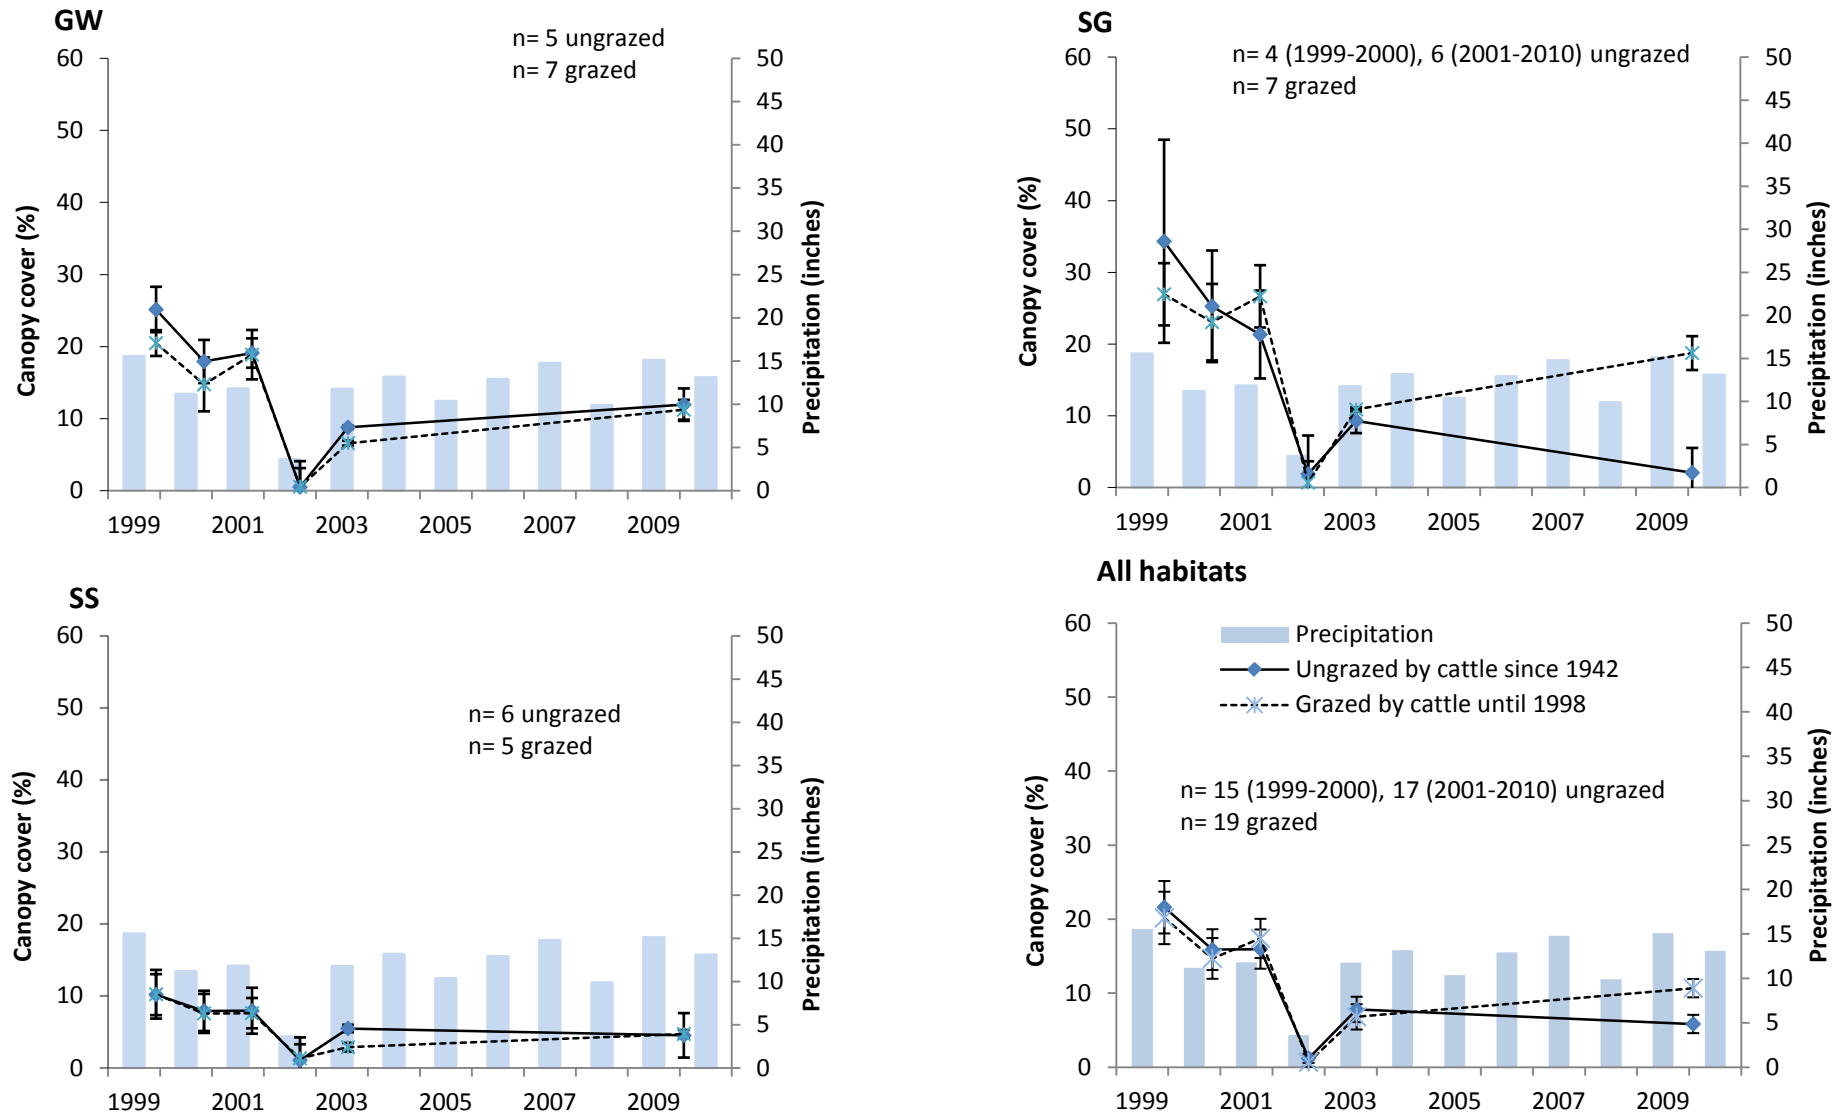 GW
n= 5 ungrazed
n= 7 grazed
60
50
40
30
20
10
0
Canopy cover (%)
50
45
40
35
30
25
20
15
10
5
0
Precipitation (inches)
1999 2001 2003 2005 2007 2009
SG
n= 4 (1999-2000), 6 (2001-2010) ungrazed
n= 7 grazed
60
50
40
30
20
10
0
Canopy cover (%)
50
45
40
35
30
25
20
15
10
5
0
Precipitation (inches)
1999 2001 2003 2005 2007 2009
SS
n= 6 ungrazed
n= 5 grazed
60
50
40
30
20
10
0
Canopy cover (%)
50
45
40
35
30
25
20
15
10
5
0
Precipitation (inches)
1999 2001 2003 2005 2007 2009
All habitats
Precipitation
Ungrazed by cattle since 1942
Grazed by cattle until 1998
n= 15 (1999-2000), 17 (2001-2010) ungrazed
n= 19 grazed
60
50
40
30
20
10
0
Canopy cover (%)
50
45
40
35
30
25
20
15
10
5
0
Precipitation (inches)
1999 2001 2003 2005 2007 2009